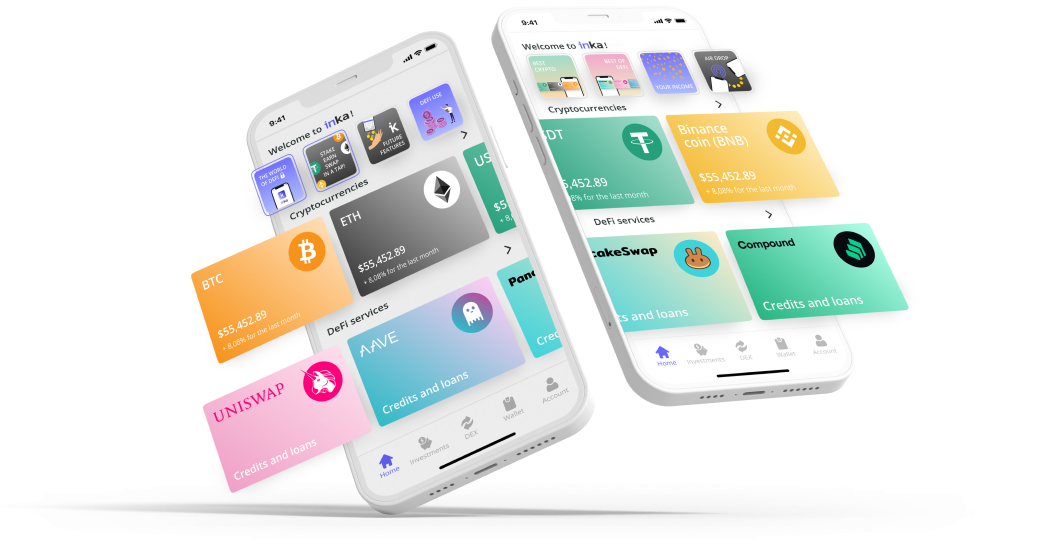 9:41
Welcome to inka!
THE WORLD
OF DEFI
STAKE
EARN
SWAP
IN A TAP!
FUTURE
FEATURES
DEFI USE
Cryptocurrencies
BTC
$55,452.89
+ 8,08% for the last month
ETH
$55,452.89
+ 8,08% for the last month
US
$5
+ 8,
DeFi services
UNISWAP
Credits and loans
AAVE
Credits and loans
Panc
Cred
Home
Investments
DEX
Wallet
Account
9:41
Welcome to inka!
BEST
CRYPTO
BEST OF
DEFI
YOUR INCOME
AIR DROP
Cryptocurrencies
SDT
5,452.89
8% for the last month
Binance
coin (BNB)
$55,452.89
+ 8,08% for the last month
DeFi services
cakeSwap
ts and loans
Compound
Credits and loans
Home
Investments
DEX
Wallet
Account